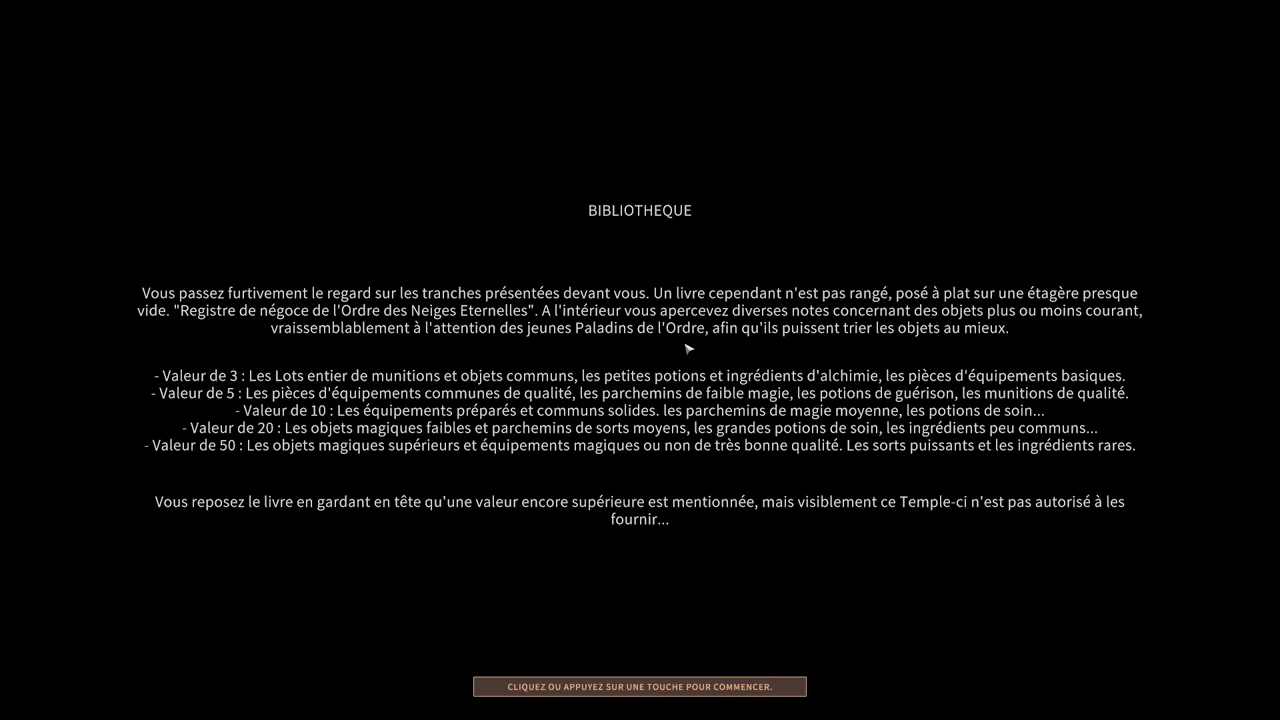 BIBLIOTHEQUE
Vous passez furtivement le regard sur les tranches présentées devant vous. Un livre cependant n'est pas rangé, posé à plat sur une étagère presque
vide. "Registre de négoce de l'Ordre des Neiges Eternelles". A l'intérieur vous apercevez diverses notes concernant des objets plus ou moins courant,
vraissemblablement à l'attention des jeunes Paladins de l'Ordre, afin qu'ils puissent trier les objets au mieux.
- Valeur de 3 : Les Lots entier de munitions et objets communs, les petites potions et ingrédients d'alchimie, les pièces d'équipements basiques.
- Valeur de 5 : Les pièces d'équipements communes de qualité, les parchemins de faible magie, les potions de guérison, les munitions de qualité.
- Valeur de 10 : Les équipements préparés et communs solides. les parchemins de magie moyenne, les potions de soin...
- Valeur de 20 : Les objets magiques faibles et parchemins de sorts moyens, les grandes potions de soin, les ingrédients peu communs...
- Valeur de 50 : Les objets magiques supérieurs et équipements magiques ou non de très bonne qualité. Les sorts puissants et les ingrédients rares.
Vous reposez le livre en gardant en tête qu'une valeur encore supérieure est mentionnée, mais visiblement ce Temple-ci n'est pas autorisé à les
fournir...
CLIQUEZ OU APPUYEZ SUR UNE TOUCHE POUR COMMENCER.